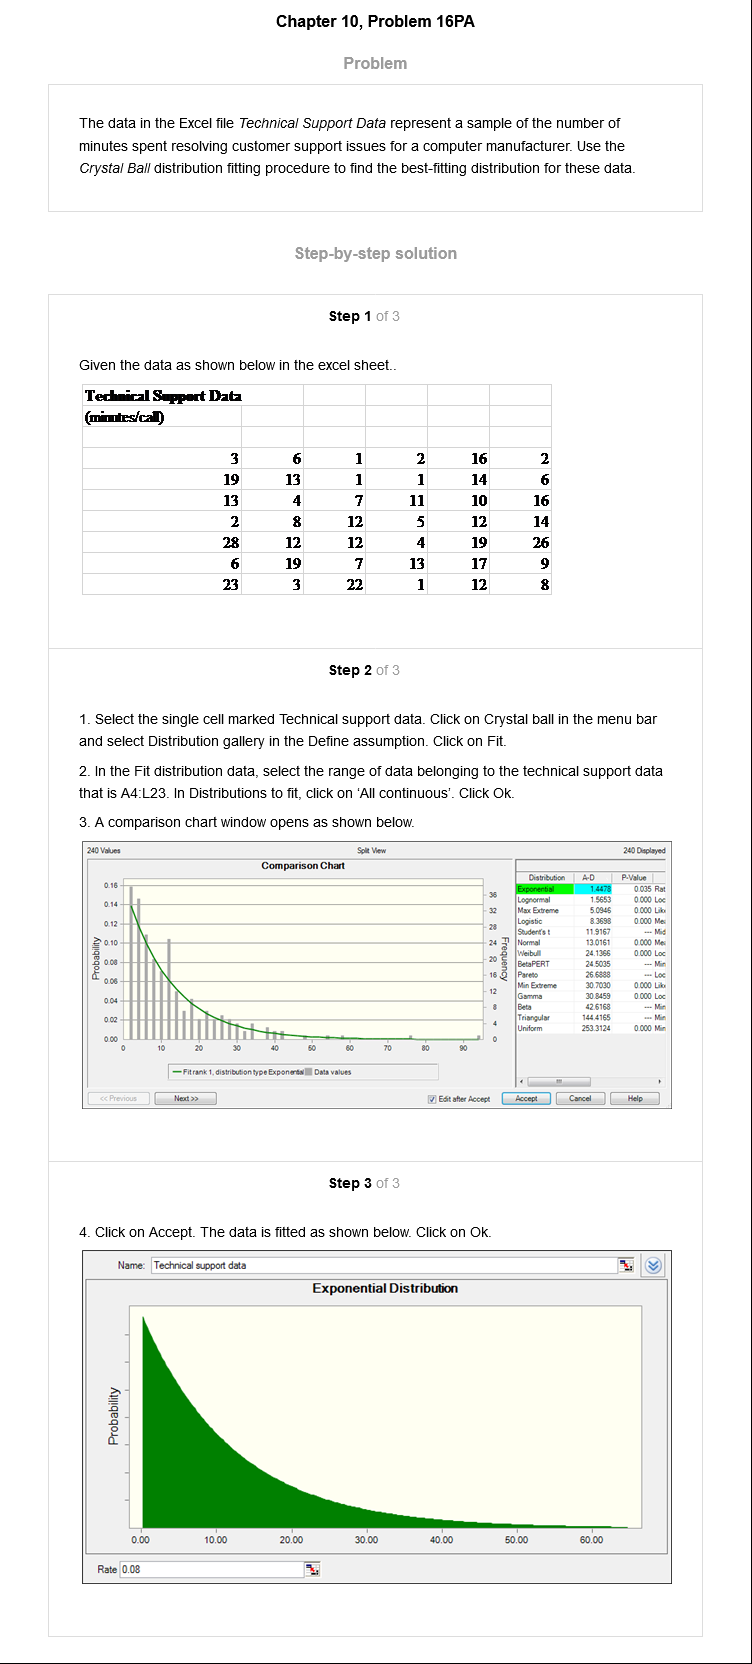 Chapter 10, Problem 16PA
Problem
The data in the Excel file Technical Support Data represent a sample of the number of
minutes spent resolving customer support issues for a computer manufacturer. Use the
Crystal Ball distribution fitting procedure to find the best-fitting distribution for these data.
Step-by-step solution
Step 1 of 3
Given the data as shown below in the excel sheet..
Technical Support Data
(minutes/call)
3 6 1 2 16 2
19 13 1 1 14 6
13 4 7 11 10 16
2 8 12 5 12 14
28 12 12 4 19 26
6 19 7 13 17 9
23 3 22 1 12 8
Step 2 of 3
1. Select the single cell marked Technical support data. Click on Crystal ball in the menu bar
and select Distribution gallery in the Define assumption. Click on Fit.
2. In the Fit distribution data, select the range of data belonging to the technical support data
that is A4:L23. In Distributions to fit, click on ‘All continuous’. Click Ok.
3. A comparison chart window opens as shown below.
240 Values Split View 240 Displayed
Comparison Chart
Probability
0.16
0.14
0.12
0.10
0.08
0.06
0.04
0.02
0.00
0 10 20 30 40 50 60 70 80 90
36
32
28
24
20
16
12
8
4
0
Frequency
Fit rank 1, distribution type Exponential Data values
Distribution A-D P-Value
Exponential 1.4478 0.035 Rat
Lognormal 1.5653 0.000 Loc
Max Extreme 5.0946 0.000 Lik
Logistic 8.3698 0.000 Me
Student's t 11.9167 --- Mid
Normal 13.0161 0.000 Me
Weibull 24.1366 0.000 Loc
BetaPERT 24.5035 --- Min
Pareto 26.6888 --- Loc
Min Extreme 30.7030 0.000 Lik
Gamma 30.8459 0.000 Loc
Beta 42.6168 --- Min
Triangular 144.4165 --- Min
Uniform 253.3124 0.000 Min
<< Previous Next >> Edit after Accept Accept Cancel Help
Step 3 of 3
4. Click on Accept. The data is fitted as shown below. Click on Ok.
Name: Technical support data
Exponential Distribution
Probability
0.00 10.00 20.00 30.00 40.00 50.00 60.00
Rate 0.08